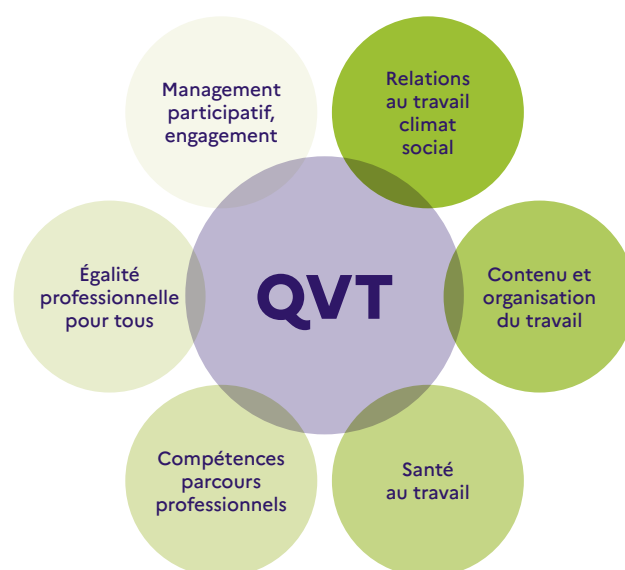 Management
participatif,
engagement
Relations
au travail
climat
social
Égalité
professionnelle
pour tous
QVT
Contenu et
organisation
du travail
Compétences
parcours
professionnels
Santé
au travail